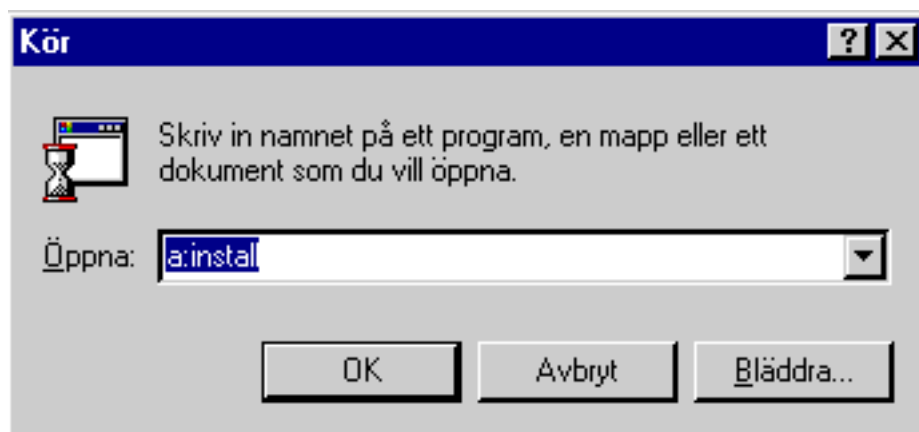 Kör
Skriv in namnet på ett program, en mapp eller ett
dokument som du vill öppna.
Öppna: a:install
OK Avbryt Bläddra...